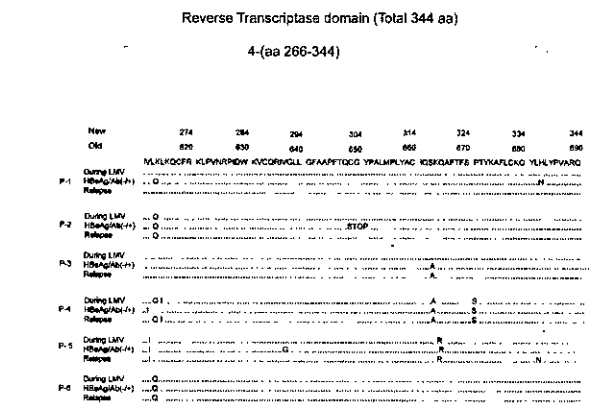 Reverse Transcriptase domain (Total 344 aa)
4-(aa 266-344)
New 274 284 294 304 314 324 334 344
Old 620 630 640 650 660 670 680 690
IVLKLKQCFR KLPVNRPIDW KVCQRIVGLL GFAAPFTQCG YPALMPLYAC IQSKQAFTFS PTYKAFLCKQ YLHLYPVARQ
During LMV
P-1 HBeAg/Ab(-/+) Q N
Relapse
During LMV Q
P-2 HBeAg/Ab(-/+) STOP
Relapse Q
During LMV
P-3 HBeAg/Ab(-/+) A
Relapse A
During LMV QI A S
P-4 HBeAg/Ab(-/+) A S
Relapse QI A S
During LMV R
P-5 HBeAg/Ab(-/+) G R
Relapse R N
During LMV Q
P-6 HBeAg/Ab(-/+)
Relapse Q